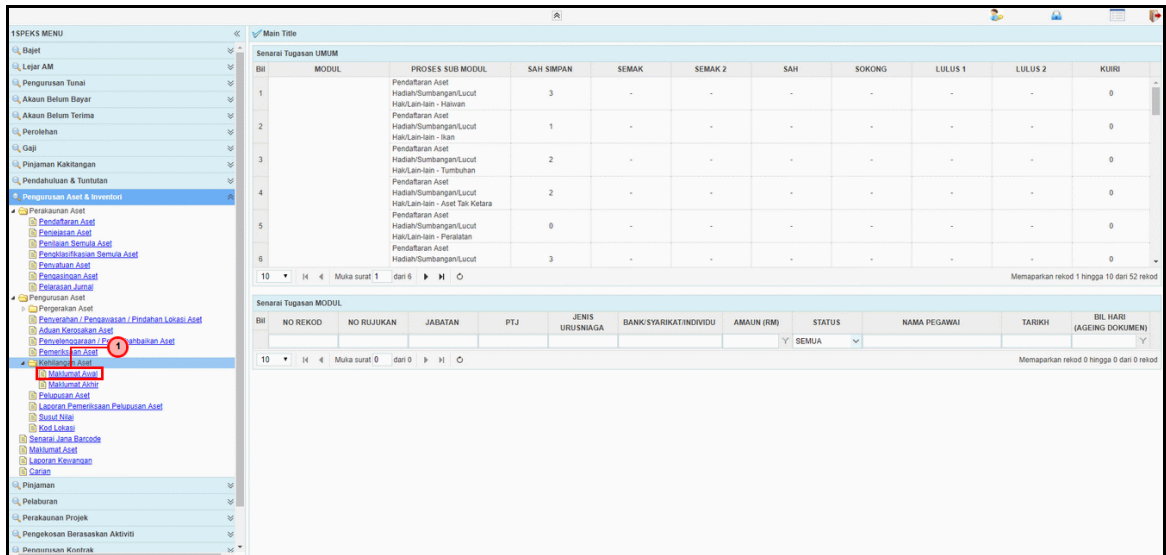 1SPEKS MENU
Main Title
Bajet
Lejar AM
Pengurusan Tunai
Akaun Belum Bayar
Akaun Belum Terima
Perolehan
Gaji
Pinjaman Kakitangan
Pendahuluan & Tuntutan
Pengurusan Aset & Inventori
Perakaunan Aset
Pendaftaran Aset
Penjejasan Aset
Penilaian Semula Aset
Pengklasifikasian Semula Aset
Penyatuan Aset
Pengasingan Aset
Pelarasan Jurnal
Pengurusan Aset
Pergerakan Aset
Penyerahan / Pengawasan / Pindahan Lokasi Aset
Aduan Kerosakan Aset
Penyelenggaraan / Pe
ahbaikan Aset
1
Pemeriksaan Aset
Kehilangan Aset
Maklumat Awal
Maklumat Akhir
Pelupusan Aset
Laporan Pemeriksaan Pelupusan Aset
Susut Nilai
Kod Lokasi
Senarai Jana Barcode
Maklumat Aset
Laporan Kewangan
Carian
Pinjaman
Pelaburan
Perakaunan Projek
Pengekosan Berasaskan Aktiviti
Pengurusan Kontrak
Senarai Tugasan UMUM
Bil MODUL PROSES SUB MODUL SAH SIMPAN SEMAK SEMAK 2 SAH SOKONG LULUS 1 LULUS 2 KUIRI
Pendaftaran Aset
1 Hadiah/Sumbangan/Lucut 3 - - - - - - 0
Hak/Lain-lain - Haiwan
Pendaftaran Aset
2 Hadiah/Sumbangan/Lucut 1 - - - - - - 0
Hak/Lain-lain - Ikan
Pendaftaran Aset
3 Hadiah/Sumbangan/Lucut 2 - - - - - - 0
Hak/Lain-lain - Tumbuhan
Pendaftaran Aset
4 Hadiah/Sumbangan/Lucut 2 - - - - - - 0
Hak/Lain-lain - Aset Tak Ketara
Pendaftaran Aset
5 Hadiah/Sumbangan/Lucut 0 - - - - - - 0
Hak/Lain-lain - Peralatan
Pendaftaran Aset
6 Hadiah/Sumbangan/Lucut 3 - - - - - - 0
10 Muka surat 1 dari 6 Memaparkan rekod 1 hingga 10 dari 52 rekod
Senarai Tugasan MODUL
Bil NO REKOD NO RUJUKAN JABATAN PTJ JENIS URUSNIAGA BANK/SYARIKAT/INDIVIDU AMAUN (RM) STATUS NAMA PEGAWAI TARIKH BIL HARI (AGEING DOKUMEN)
SEMUA
10 Muka surat 0 dari 0 Memaparkan rekod 0 hingga 0 dari 0 rekod